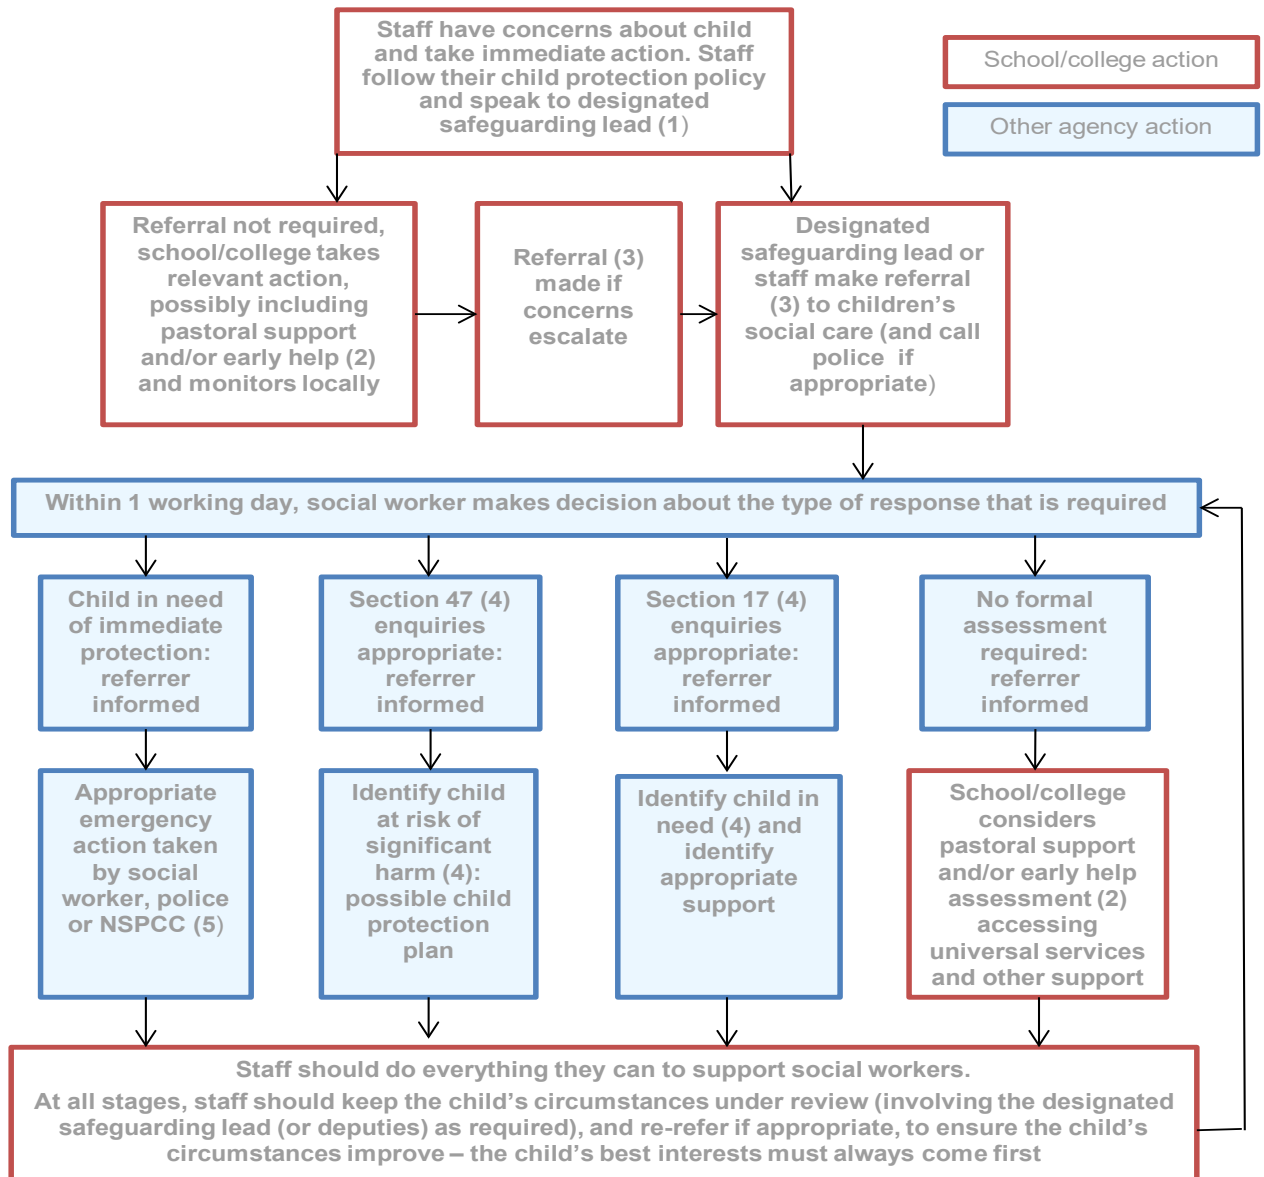 Staff have concerns about child
and take immediate action. Staff
follow their child protection policy
and speak to designated
safeguarding lead (1)
School/college action
Other agency action
Referral not required,
school/college takes
relevant action,
possibly including
pastoral support
and/or early help (2)
and monitors locally
Referral (3)
made if
concerns
escalate
Designated
safeguarding lead or
staff make referral
(3) to children’s
social care (and call
police if
appropriate)
Within 1 working day, social worker makes decision about the type of response that is required
Child in need
of immediate
protection:
referrer
informed
Section 47 (4)
enquiries
appropriate:
referrer
informed
Section 17 (4)
enquiries
appropriate:
referrer
informed
No formal
assessment
required:
referrer
informed
Appropriate
emergency
action taken
by social
worker, police
or NSPCC (5)
Identify child
at risk of
significant
harm (4):
possible child
protection
plan
Identify child in
need (4) and
identify
appropriate
support
School/college
considers
pastoral support
and/or early help
assessment (2)
accessing
universal services
and other support
Staff should do everything they can to support social workers.
At all stages, staff should keep the child’s circumstances under review (involving the designated
safeguarding lead (or deputies) as required), and re-refer if appropriate, to ensure the child’s
circumstances improve – the child’s best interests must always come first